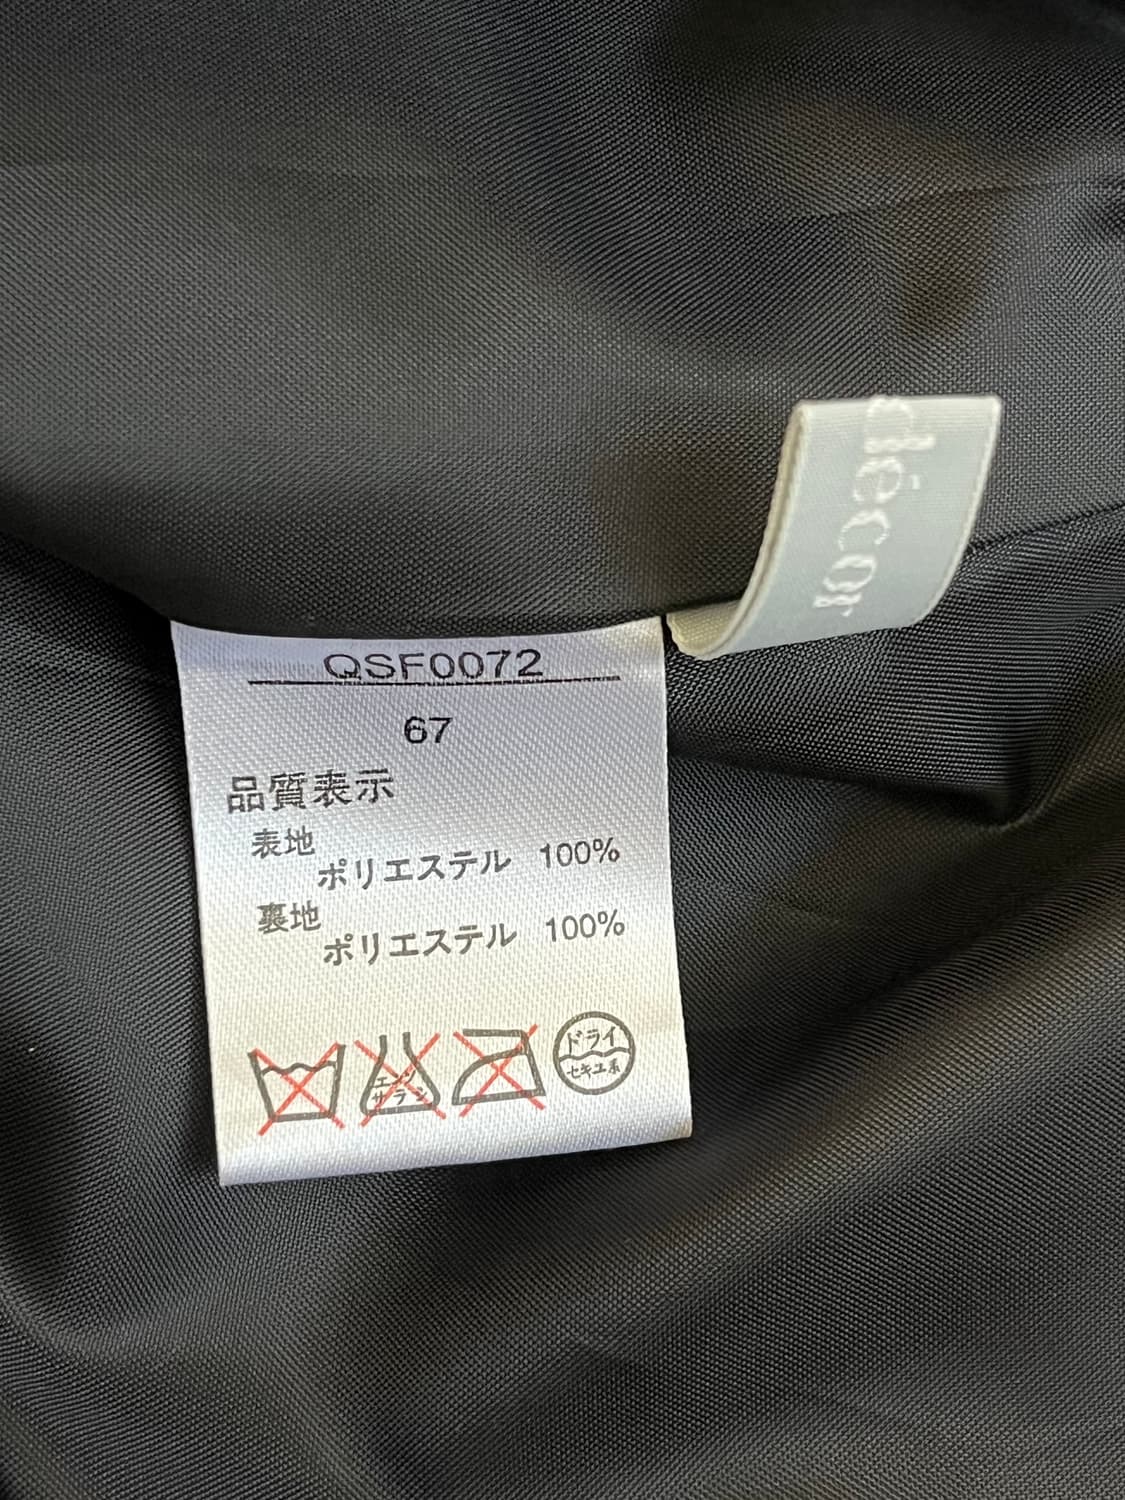 décor
QSF0072
67
品質表示
表地
ポリエステル 100%
裏地
ポリエステル 100%
エンソ
サラシ
ドライ
セキユ系